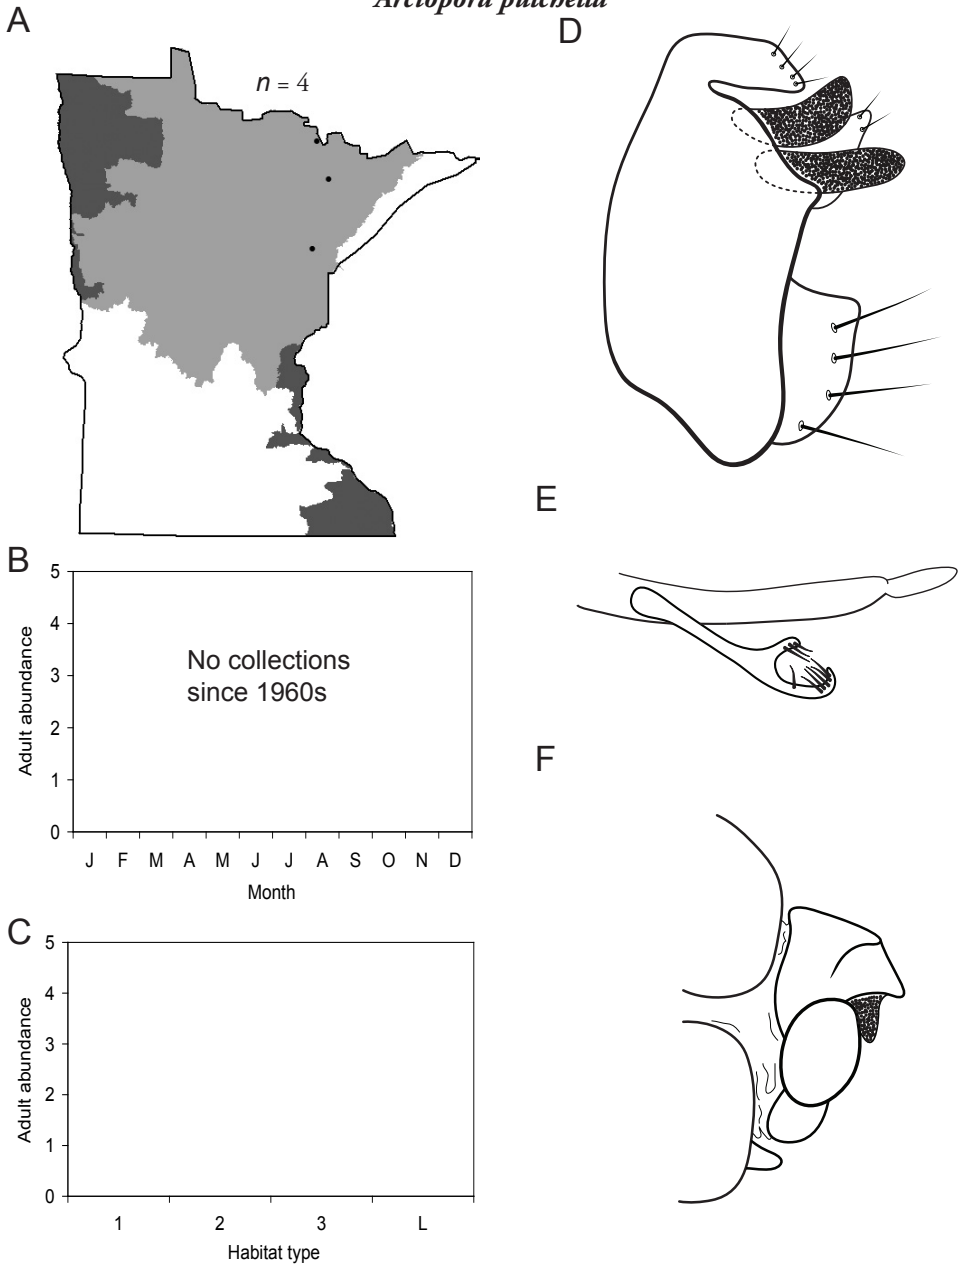 Arctopora pulchella
A
n = 4
B
5
4
3
2
1
0
Adult abundance
No collections
since 1960s
J F M A M J J A S O N D
Month
C
5
4
3
2
1
0
Adult abundance
1 2 3 L
Habitat type
D
E
F